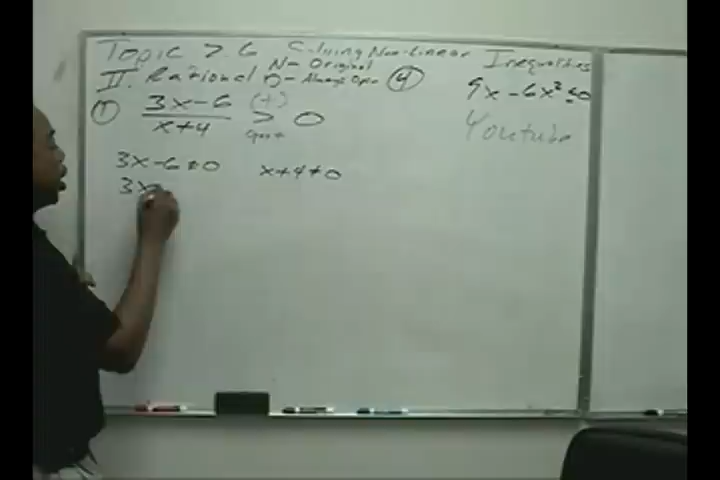 Topic 7.6 Solving Non-Linear Inequalities
II. Rational N- Original
D- Always Open ④
① 3x-6 / x+4 > 0 (+)
Open
3x-6≠0 x+4≠0
3x
9x-6x²≤0
Youtube